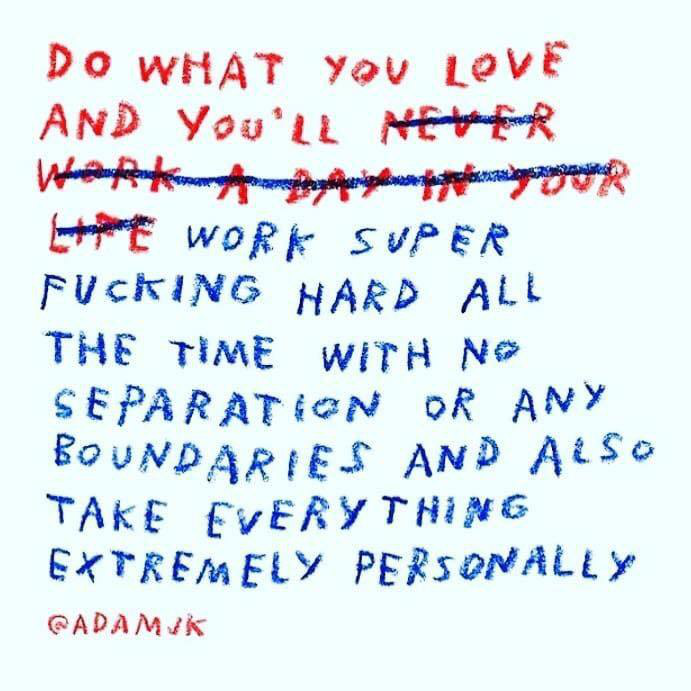 DO WHAT YOU LOVE
AND YOU'LL NEVER
WORK A DAY IN YOUR
LIFE WORK SUPER
FUCKING HARD ALL
THE TIME WITH NO
SEPARATION OR ANY
BOUNDARIES AND ALSO
TAKE EVERYTHING
EXTREMELY PERSONALLY
@ADAMJK